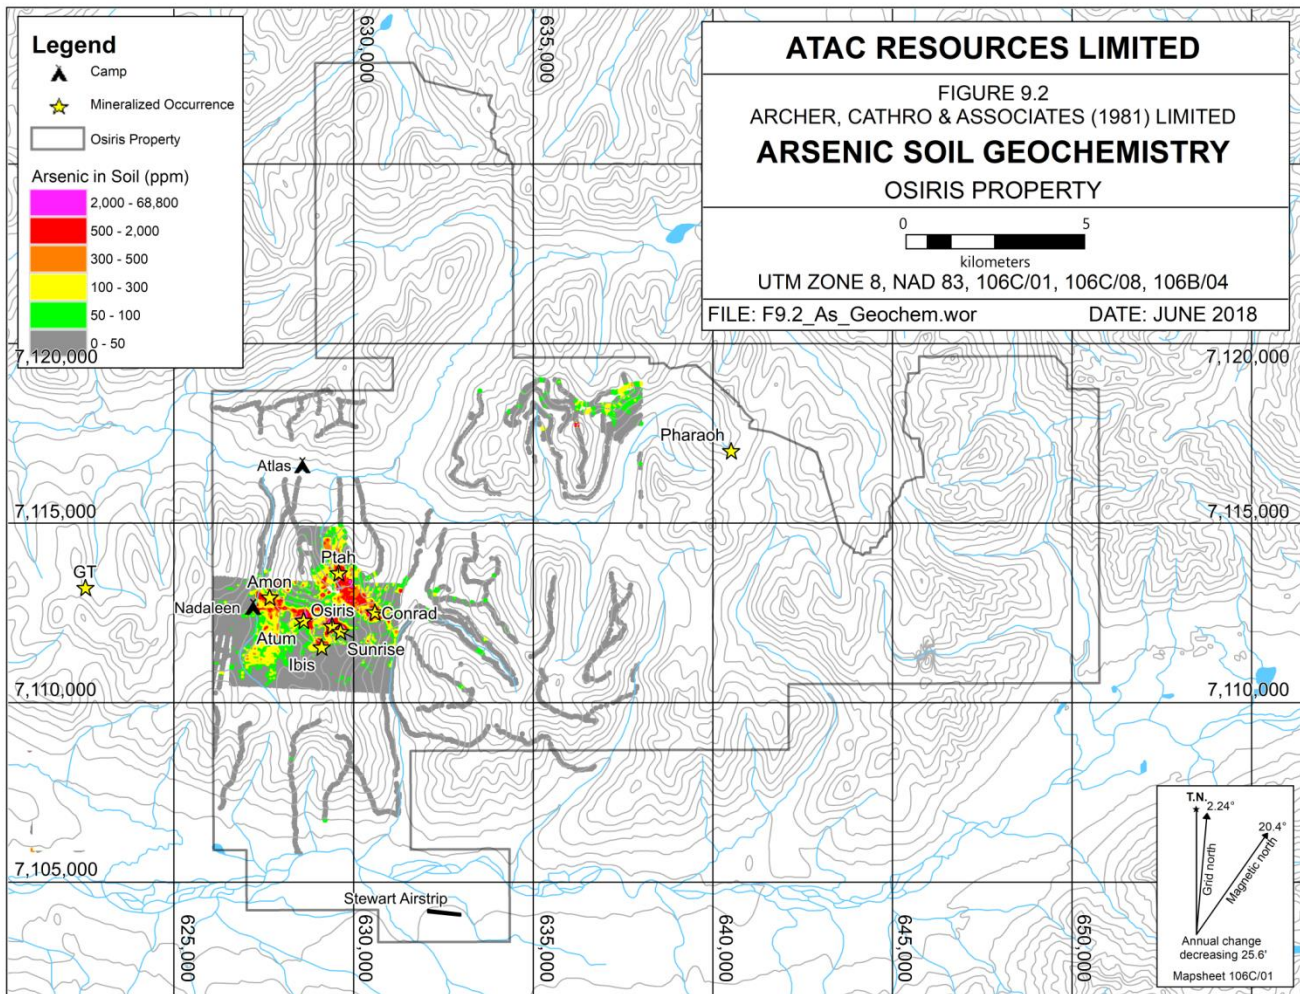 Legend
Camp
Mineralized Occurrence
Osiris Property
Arsenic in Soil (ppm)
2,000 - 68,800
500 - 2,000
300 - 500
100 - 300
50 - 100
0 - 50
630,000
635,000
ATAC RESOURCES LIMITED
FIGURE 9.2
ARCHER, CATHRO & ASSOCIATES (1981) LIMITED
ARSENIC SOIL GEOCHEMISTRY
OSIRIS PROPERTY
0 5
kilometers
UTM ZONE 8, NAD 83, 106C/01, 106C/08, 106B/04
FILE: F9.2_As_Geochem.wor DATE: JUNE 2018
7,120,000
7,120,000
Pharaoh
Atlas
7,115,000
7,115,000
Ptah
GT
Amon
Nadaleen
Osiris
Conrad
Atum
Sunrise
Ibis
7,110,000
7,110,000
7,105,000
7,105,000
Stewart Airstrip
625,000
630,000
635,000
640,000
645,000
650,000
T.N.
2.24°
20.4°
Grid north
Magnetic north
Annual change
decreasing 25.6'
Mapsheet 106C/01